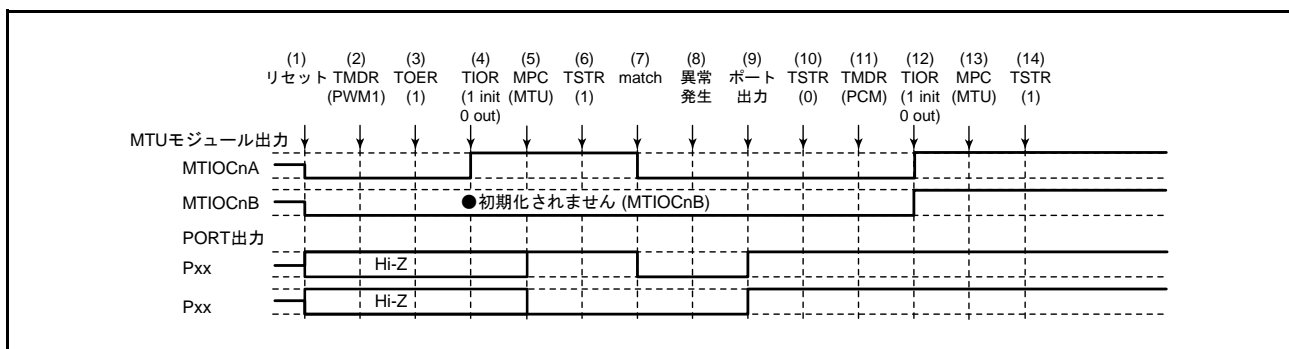 (1) (2) (3) (4) (5) (6) (7) (8) (9) (10) (11) (12) (13) (14)
リセット TMDR TOER TIOR MPC TSTR match 異常 ポート TSTR TMDR TIOR MPC TSTR
(PWM1) (1) (1 init (MTU) (1) 発生 出力 (0) (PCM) (1 init (MTU) (1)
0 out) 0 out)
MTUモジュール出力
MTIOCnA
MTIOCnB ●初期化されません (MTIOCnB)
PORT出力
Pxx Hi-Z
Pxx Hi-Z